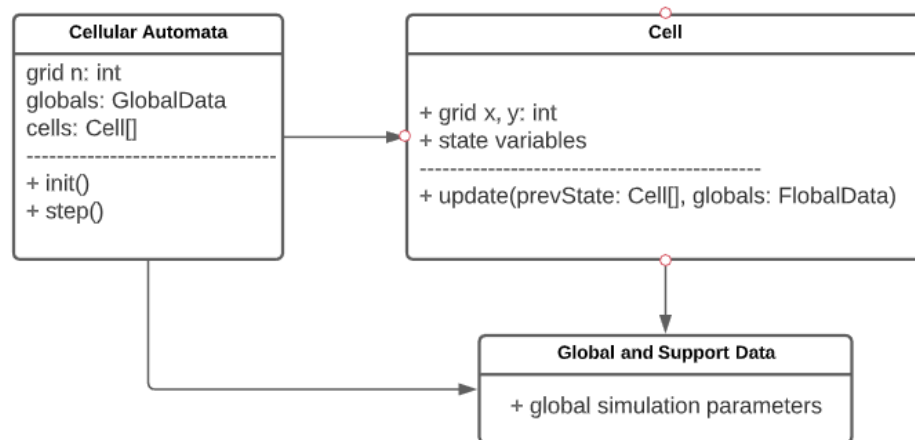 Cellular Automata
grid n: int
globals: GlobalData
cells: Cell[]
--------------------------------
+ init()
+ step()
Cell
+ grid x, y: int
+ state variables
--------------------------------------------
+ update(prevState: Cell[], globals: FlobalData)
Global and Support Data
+ global simulation parameters